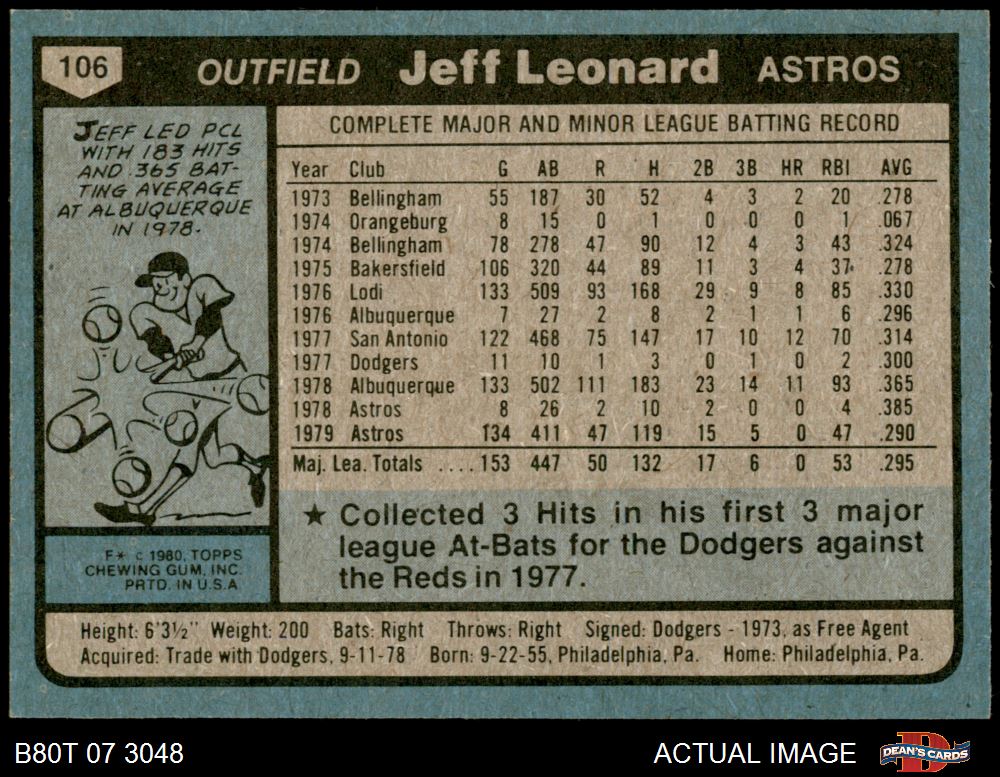 106 OUTFIELD Jeff Leonard ASTROS
JEFF LED PCL
WITH 183 HITS
AND .365 BAT-
TING AVERAGE
AT ALBUQUERQUE
IN 1978.
F* © 1980, TOPPS
CHEWING GUM, INC.
PRTD. IN U.S.A
COMPLETE MAJOR AND MINOR LEAGUE BATTING RECORD
Year Club G AB R H 2B 3B HR RBI AVG
1973 Bellingham 55 187 30 52 4 3 2 20 .278
1974 Orangeburg 8 15 0 1 0 0 0 1 .067
1974 Bellingham 78 278 47 90 12 4 3 43 .324
1975 Bakersfield 106 320 44 89 11 3 4 37 .278
1976 Lodi 133 509 93 168 29 9 8 85 .330
1976 Albuquerque 7 27 2 8 2 1 1 6 .296
1977 San Antonio 122 468 75 147 17 10 12 70 .314
1977 Dodgers 11 10 1 3 0 1 0 2 .300
1978 Albuquerque 133 502 111 183 23 14 11 93 .365
1978 Astros 8 26 2 10 2 0 0 4 .385
1979 Astros 134 411 47 119 15 5 0 47 .290
Maj. Lea. Totals ....153 447 50 132 17 6 0 53 .295
★ Collected 3 Hits in his first 3 major
league At-Bats for the Dodgers against
the Reds in 1977.
Height: 6'3½" Weight: 200 Bats: Right Throws: Right Signed: Dodgers - 1973, as Free Agent
Acquired: Trade with Dodgers, 9-11-78 Born: 9-22-55, Philadelphia, Pa. Home: Philadelphia, Pa.
B80T 07 3048 ACTUAL IMAGE DEAN'S CARDS